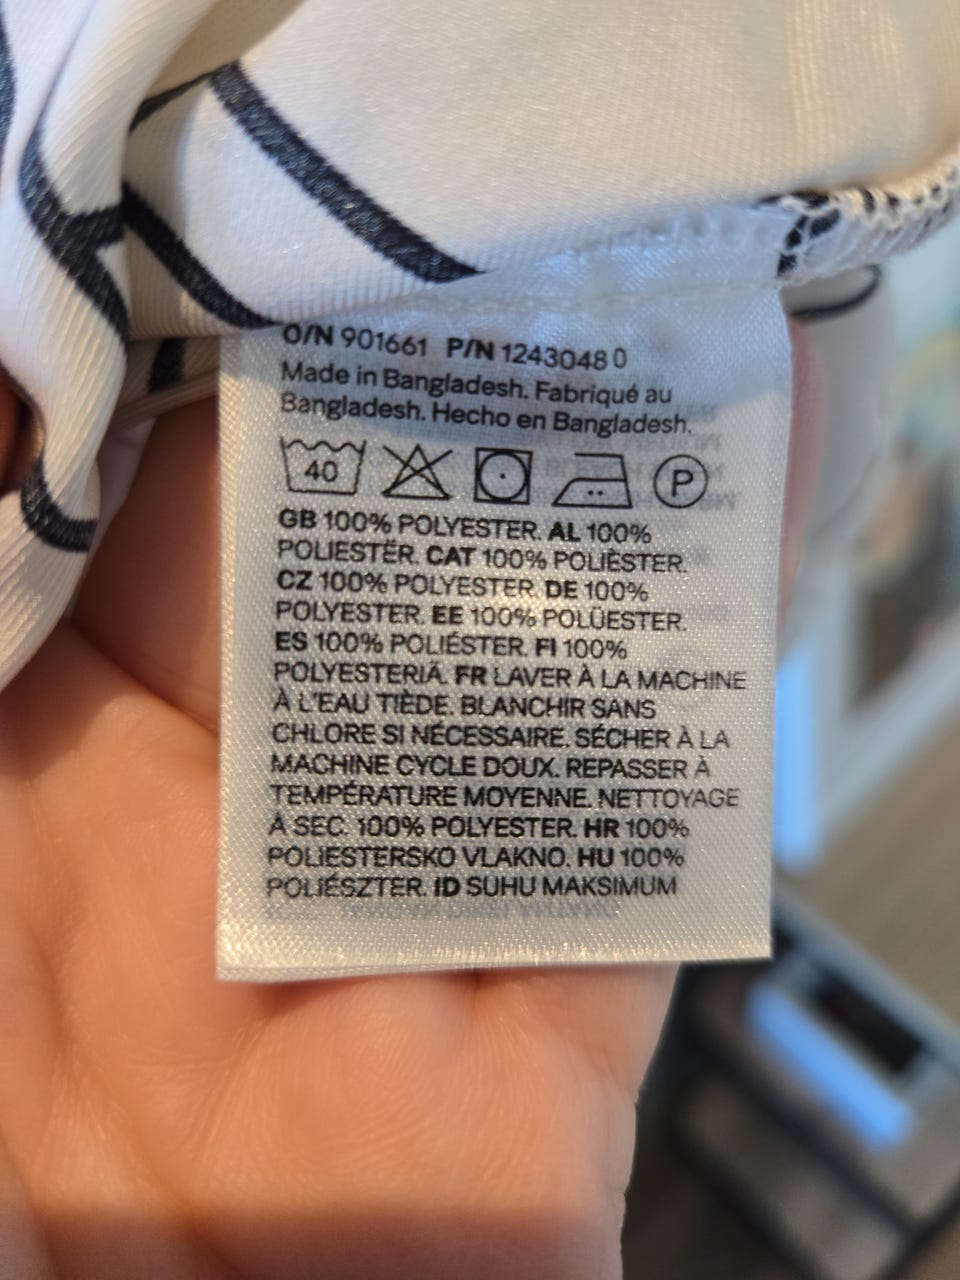 O/N 901661 P/N 1243048 0
Made in Bangladesh. Fabriqué au
Bangladesh. Hecho en Bangladesh.
40 P
GB 100% POLYESTER. AL 100%
POLIESTËR. CAT 100% POLIÈSTER.
CZ 100% POLYESTER. DE 100%
POLYESTER. EE 100% POLÜESTER.
ES 100% POLIÉSTER. FI 100%
POLYESTERIÄ. FR LAVER À LA MACHINE
À L'EAU TIÈDE. BLANCHIR SANS
CHLORE SI NÉCESSAIRE. SÉCHER À LA
MACHINE CYCLE DOUX. REPASSER À
TEMPÉRATURE MOYENNE. NETTOYAGE
À SEC. 100% POLYESTER. HR 100%
POLIESTERSKO VLAKNO. HU 100%
POLIÉSZTER. ID SUHU MAKSIMUM